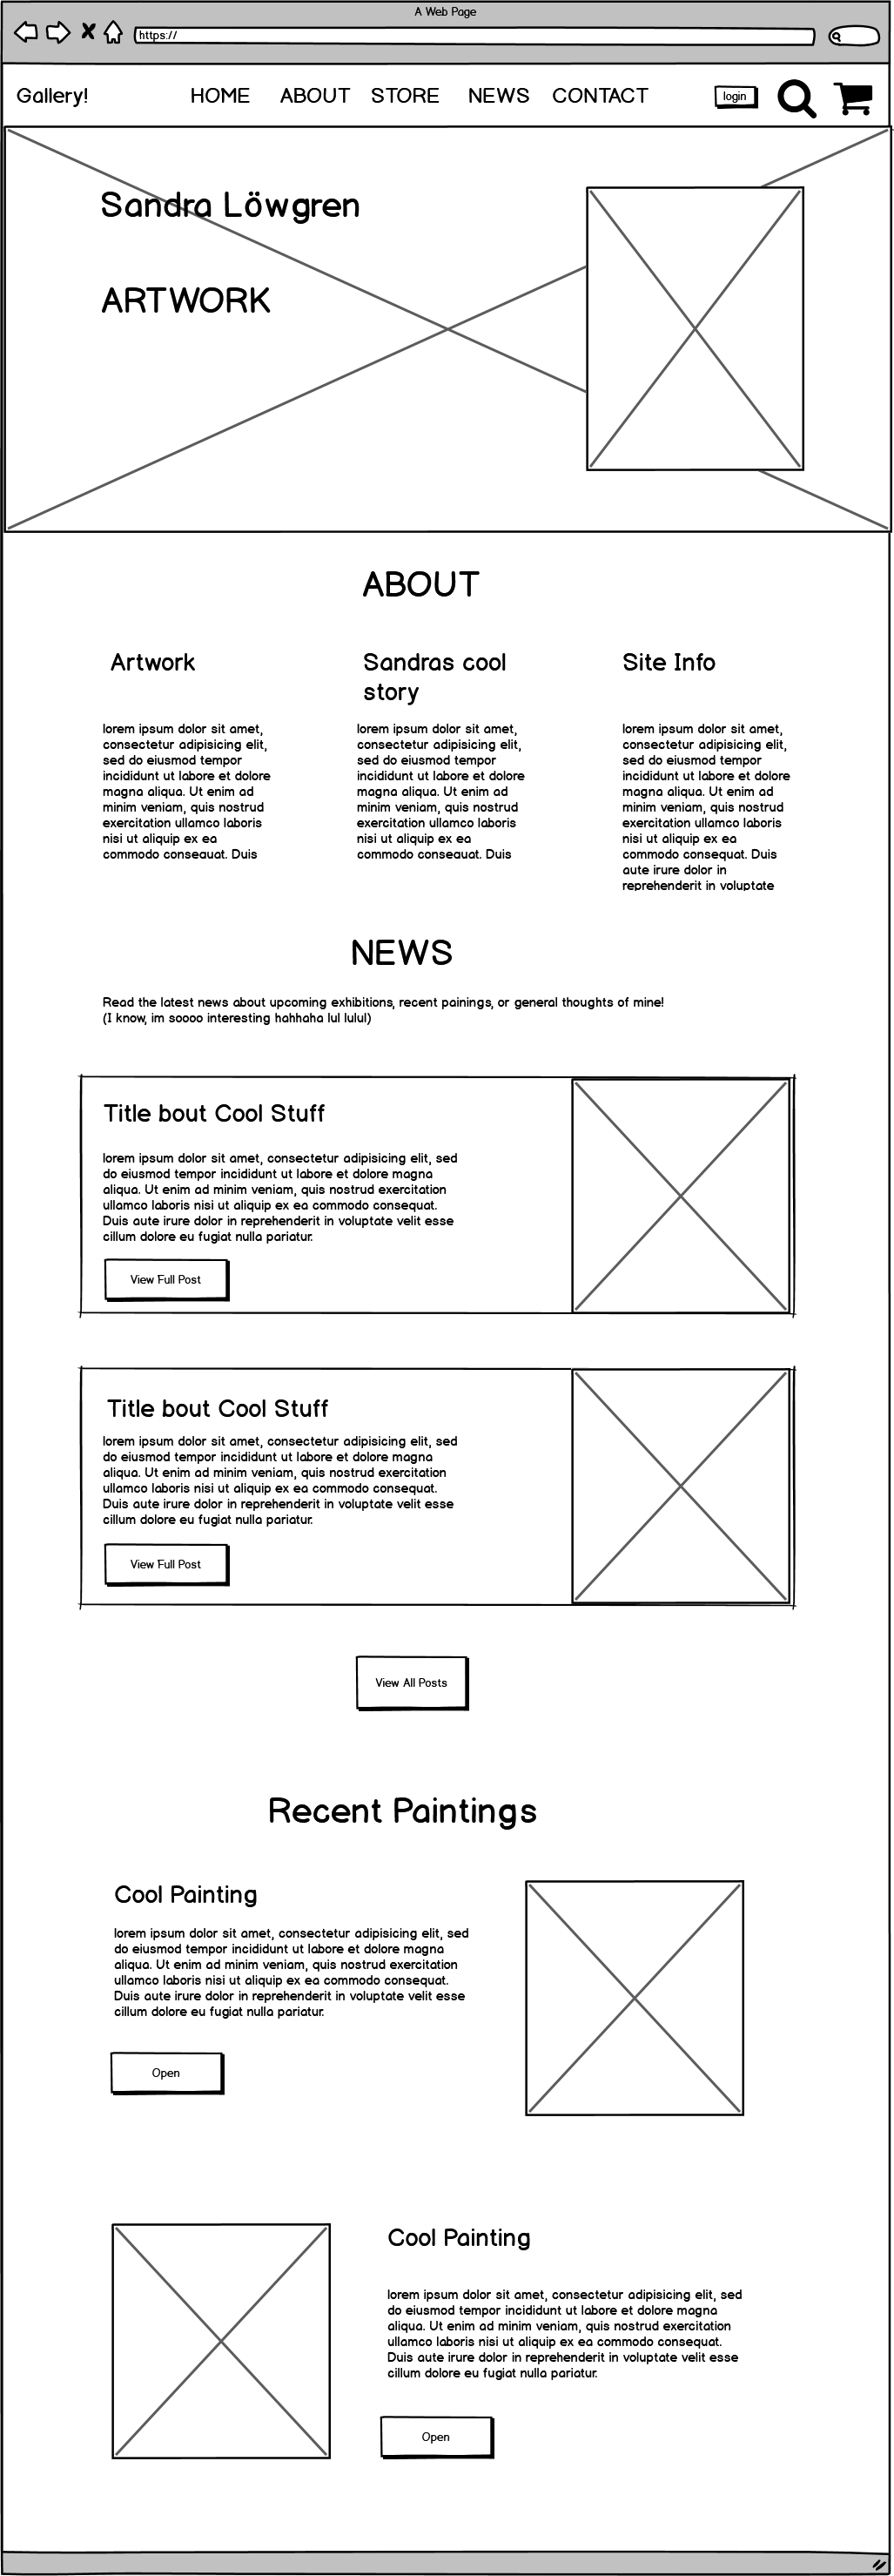 A Web Page
https://
Gallery! HOME ABOUT STORE NEWS CONTACT login
Sandra Löwgren
ARTWORK
ABOUT
Artwork
lorem ipsum dolor sit amet,
consectetur adipisicing elit,
sed do eiusmod tempor
incididunt ut labore et dolore
magna aliqua. Ut enim ad
minim veniam, quis nostrud
exercitation ullamco laboris
nisi ut aliquip ex ea
commodo consequat. Duis
Sandras cool
story
lorem ipsum dolor sit amet,
consectetur adipisicing elit,
sed do eiusmod tempor
incididunt ut labore et dolore
magna aliqua. Ut enim ad
minim veniam, quis nostrud
exercitation ullamco laboris
nisi ut aliquip ex ea
commodo consequat. Duis
Site Info
lorem ipsum dolor sit amet,
consectetur adipisicing elit,
sed do eiusmod tempor
incididunt ut labore et dolore
magna aliqua. Ut enim ad
minim veniam, quis nostrud
exercitation ullamco laboris
nisi ut aliquip ex ea
commodo consequat. Duis
aute irure dolor in
reprehenderit in voluptate
NEWS
Read the latest news about upcoming exhibitions, recent painings, or general thoughts of mine!
(I know, im soooo interesting hahhaha lul lulul)
Title bout Cool Stuff
lorem ipsum dolor sit amet, consectetur adipisicing elit, sed
do eiusmod tempor incididunt ut labore et dolore magna
aliqua. Ut enim ad minim veniam, quis nostrud exercitation
ullamco laboris nisi ut aliquip ex ea commodo consequat.
Duis aute irure dolor in reprehenderit in voluptate velit esse
cillum dolore eu fugiat nulla pariatur.
View Full Post
Title bout Cool Stuff
lorem ipsum dolor sit amet, consectetur adipisicing elit, sed
do eiusmod tempor incididunt ut labore et dolore magna
aliqua. Ut enim ad minim veniam, quis nostrud exercitation
ullamco laboris nisi ut aliquip ex ea commodo consequat.
Duis aute irure dolor in reprehenderit in voluptate velit esse
cillum dolore eu fugiat nulla pariatur.
View Full Post
View All Posts
Recent Paintings
Cool Painting
lorem ipsum dolor sit amet, consectetur adipisicing elit, sed
do eiusmod tempor incididunt ut labore et dolore magna
aliqua. Ut enim ad minim veniam, quis nostrud exercitation
ullamco laboris nisi ut aliquip ex ea commodo consequat.
Duis aute irure dolor in reprehenderit in voluptate velit esse
cillum dolore eu fugiat nulla pariatur.
Open
Cool Painting
lorem ipsum dolor sit amet, consectetur adipisicing elit, sed
do eiusmod tempor incididunt ut labore et dolore magna
aliqua. Ut enim ad minim veniam, quis nostrud exercitation
ullamco laboris nisi ut aliquip ex ea commodo consequat.
Duis aute irure dolor in reprehenderit in voluptate velit esse
cillum dolore eu fugiat nulla pariatur.
Open